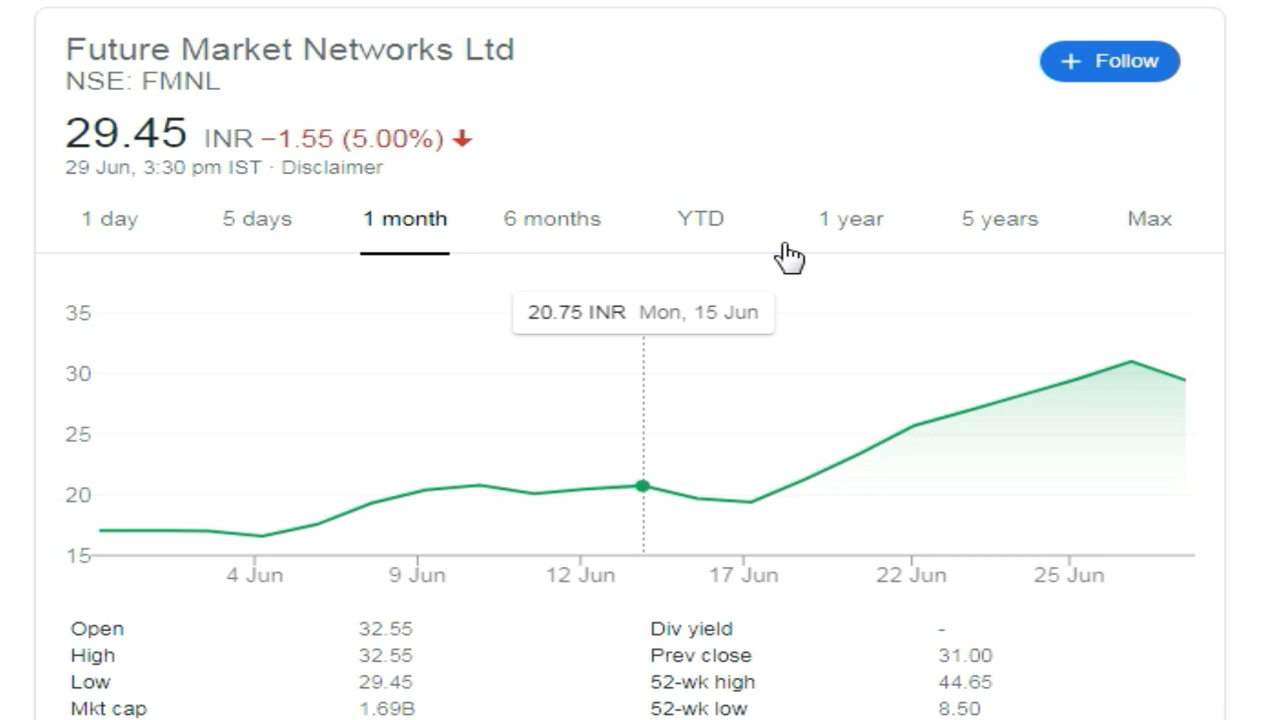 Future Market Networks Ltd
NSE: FMNL
+ Follow
29.45 INR −1.55 (5.00%)
29 Jun, 3:30 pm IST · Disclaimer
1 day 5 days 1 month 6 months YTD 1 year 5 years Max
20.75 INR Mon, 15 Jun
35
30
25
20
15
4 Jun 9 Jun 12 Jun 17 Jun 22 Jun 25 Jun
Open 32.55 Div yield -
High 32.55 Prev close 31.00
Low 29.45 52-wk high 44.65
Mkt cap 1.69B 52-wk low 8.50